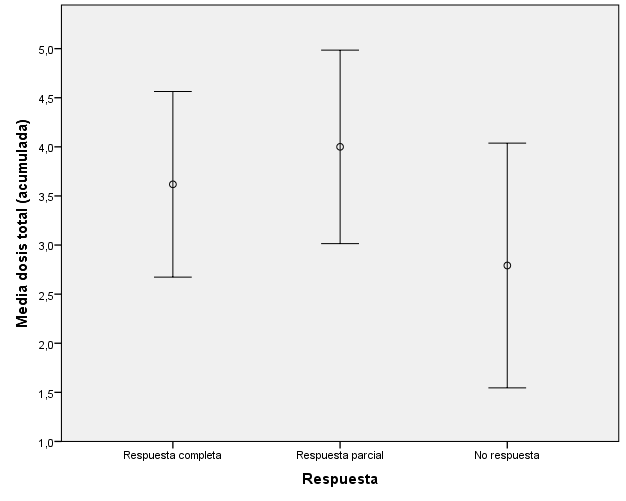 Media dosis total (acumulada)
5,0
4,5
4,0
3,5
3,0
2,5
2,0
1,5
1,0
Respuesta completa
Respuesta parcial
No respuesta
Respuesta